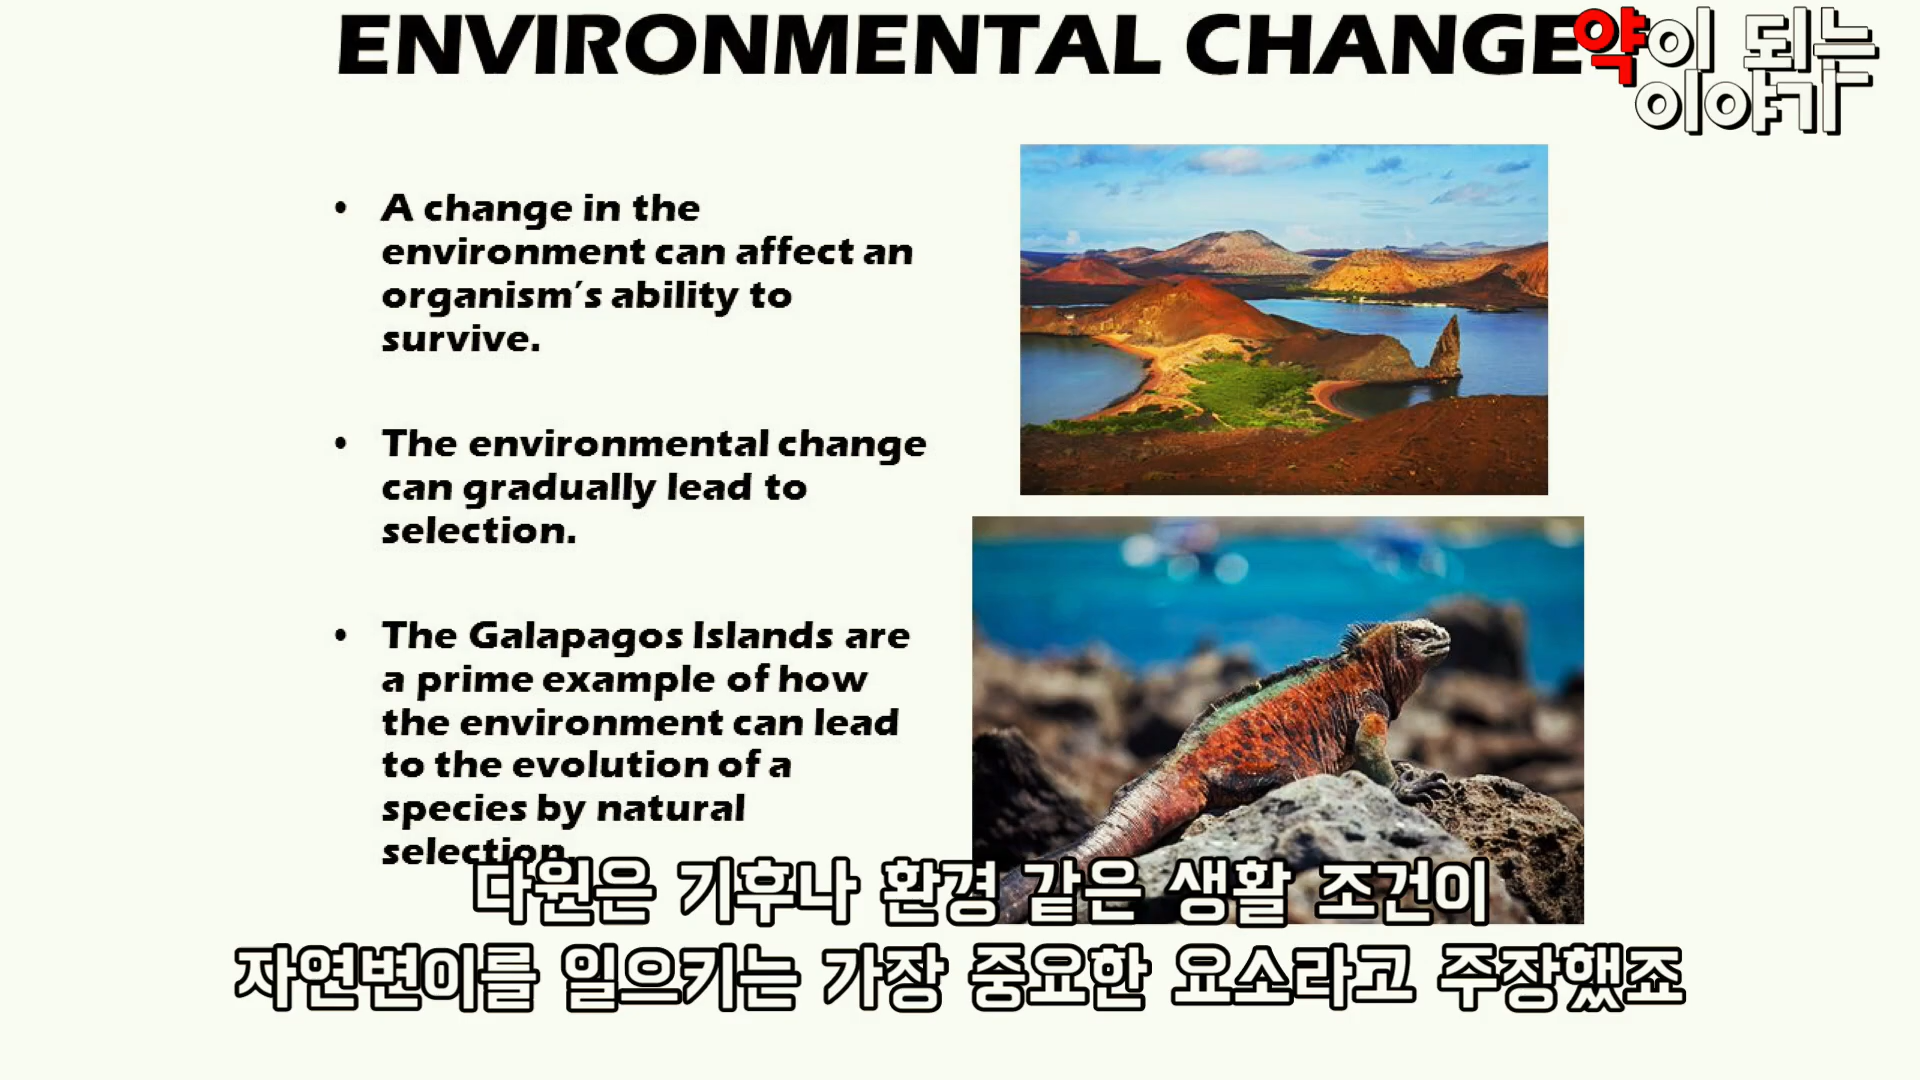 ENVIRONMENTAL CHANGE
약이 되는
이야기
• A change in the
environment can affect an
organism's ability to
survive.
• The environmental change
can gradually lead to
selection.
• The Galapagos Islands are
a prime example of how
the environment can lead
to the evolution of a
species by natural
selection.
다윈은 기후나 환경 같은 생활 조건이
자연변이를 일으키는 가장 중요한 요소라고 주장했죠